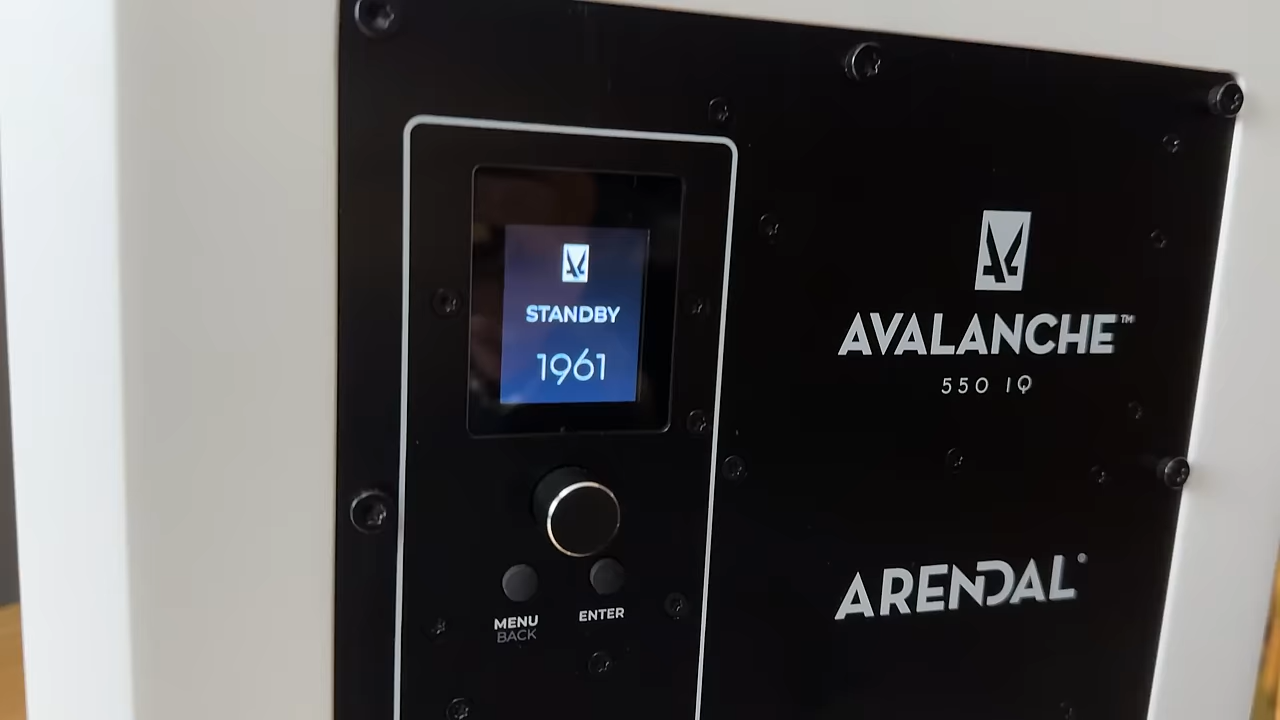 STANDBY
1961
MENU
BACK
ENTER
AVALANCHE™
550 IQ
ARENDAL®